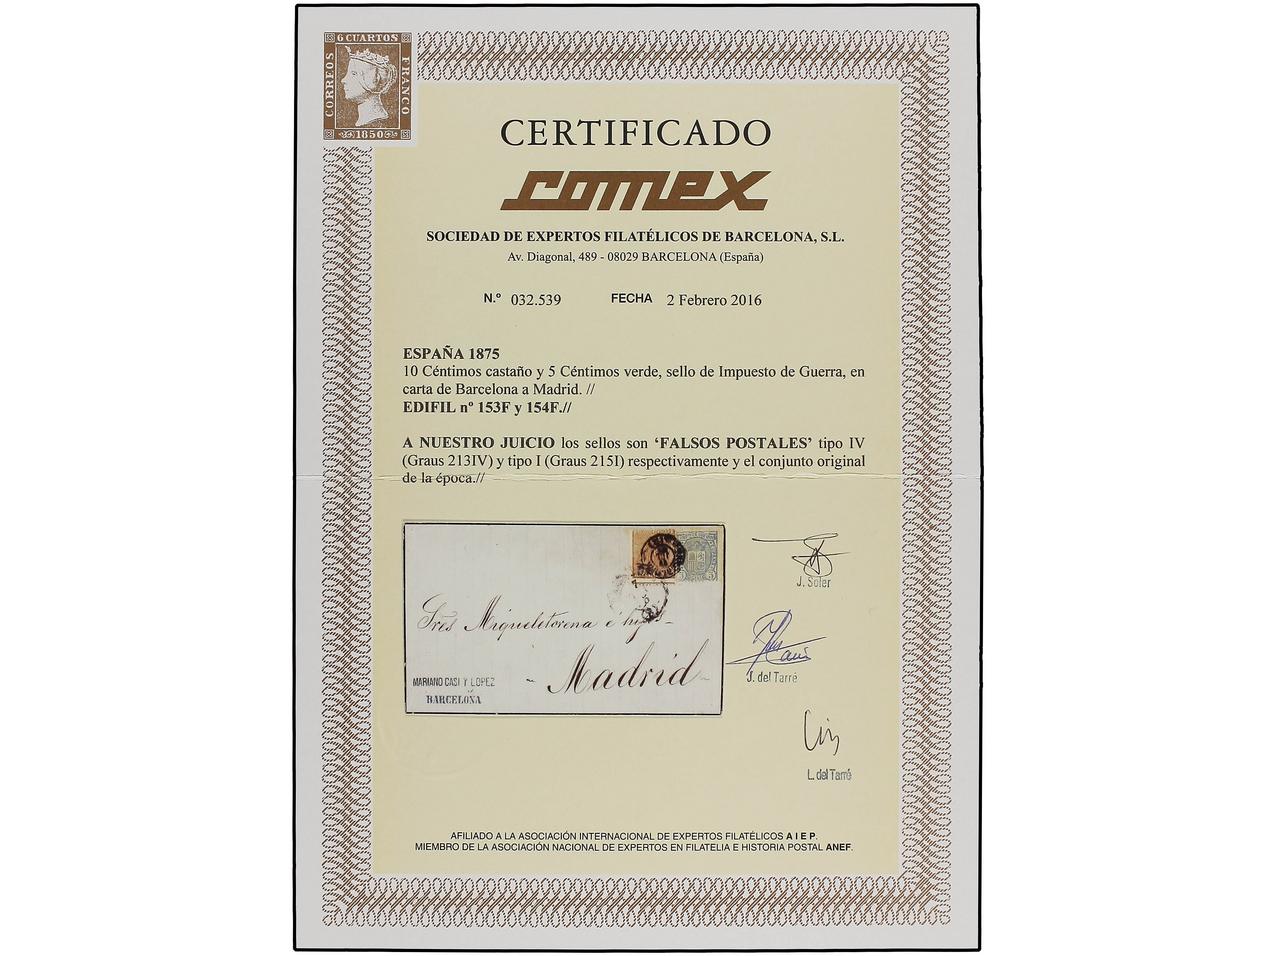 6 CUARTOS
CORREOS
FRANCO
1850
CERTIFICADO
comex
SOCIEDAD DE EXPERTOS FILATÉLICOS DE BARCELONA, S.L.
Av. Diagonal, 489 - 08029 BARCELONA (España)
N.º 032.539 FECHA 2 Febrero 2016
ESPAÑA 1875
10 Céntimos castaño y 5 Céntimos verde, sello de Impuesto de Guerra, en
carta de Barcelona a Madrid. //
EDIFIL nº 153F y 154F.//
A NUESTRO JUICIO los sellos son ‘FALSOS POSTALES’ tipo IV
(Graus 213IV) y tipo I (Graus 215I) respectivamente y el conjunto original
de la época.//
Sres Miqueletorena é hijos
Madrid
MARIANO CASI Y LOPEZ
BARCELOÑA
J. Soler
J. del Tarré
L. del Tarré
AFILIADO A LA ASOCIACIÓN INTERNACIONAL DE EXPERTOS FILATÉLICOS A I E P.
MIEMBRO DE LA ASOCIACIÓN NACIONAL DE EXPERTOS EN FILATELIA E HISTORIA POSTAL ANEF.